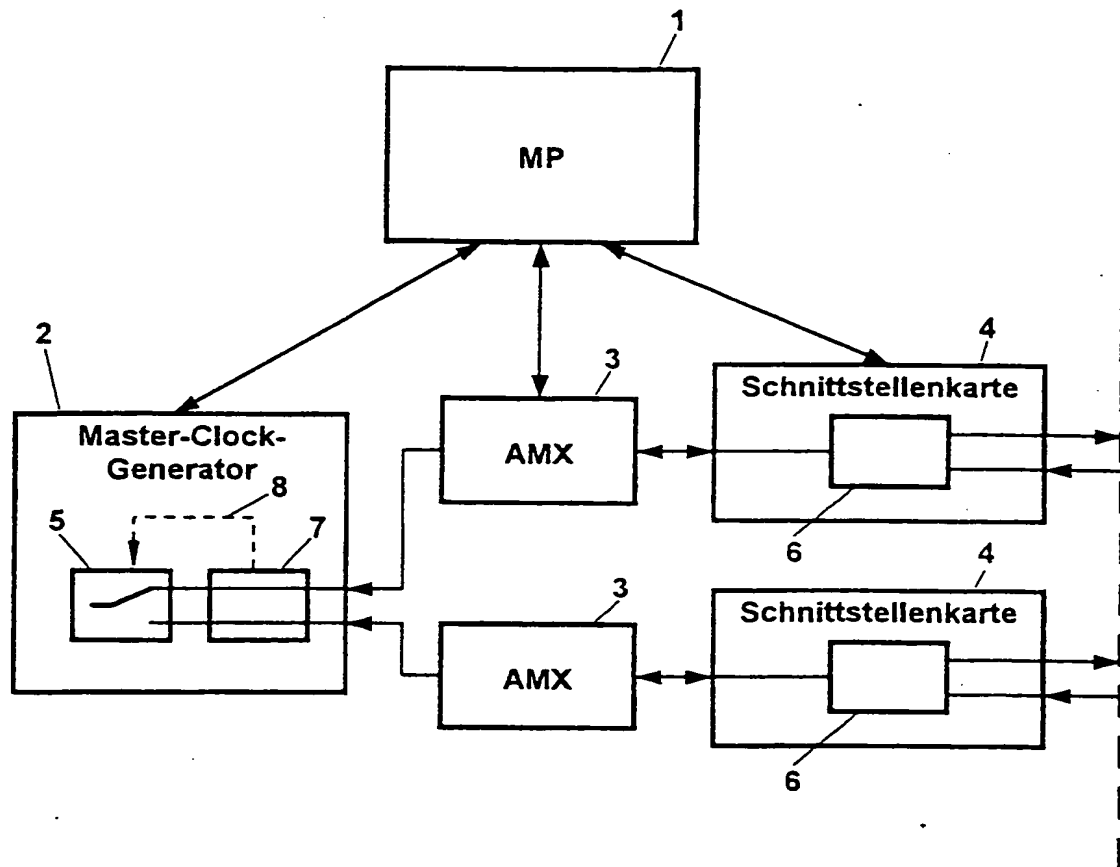 1
MP
2
Master-Clock-
Generator
8
5
7
3
AMX
4
Schnittstellenkarte
6
3
AMX
4
Schnittstellenkarte
6